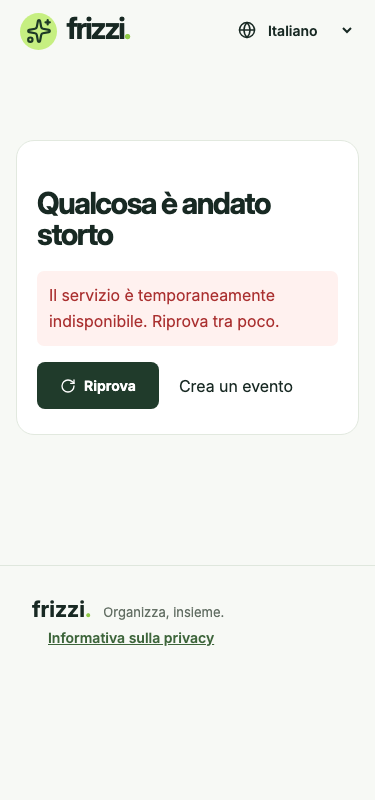 frizzi.
Italiano
Qualcosa è andato
storto
Il servizio è temporaneamente
indisponibile. Riprova tra poco.
Riprova
Crea un evento
frizzi. Organizza, insieme.
Informativa sulla privacy